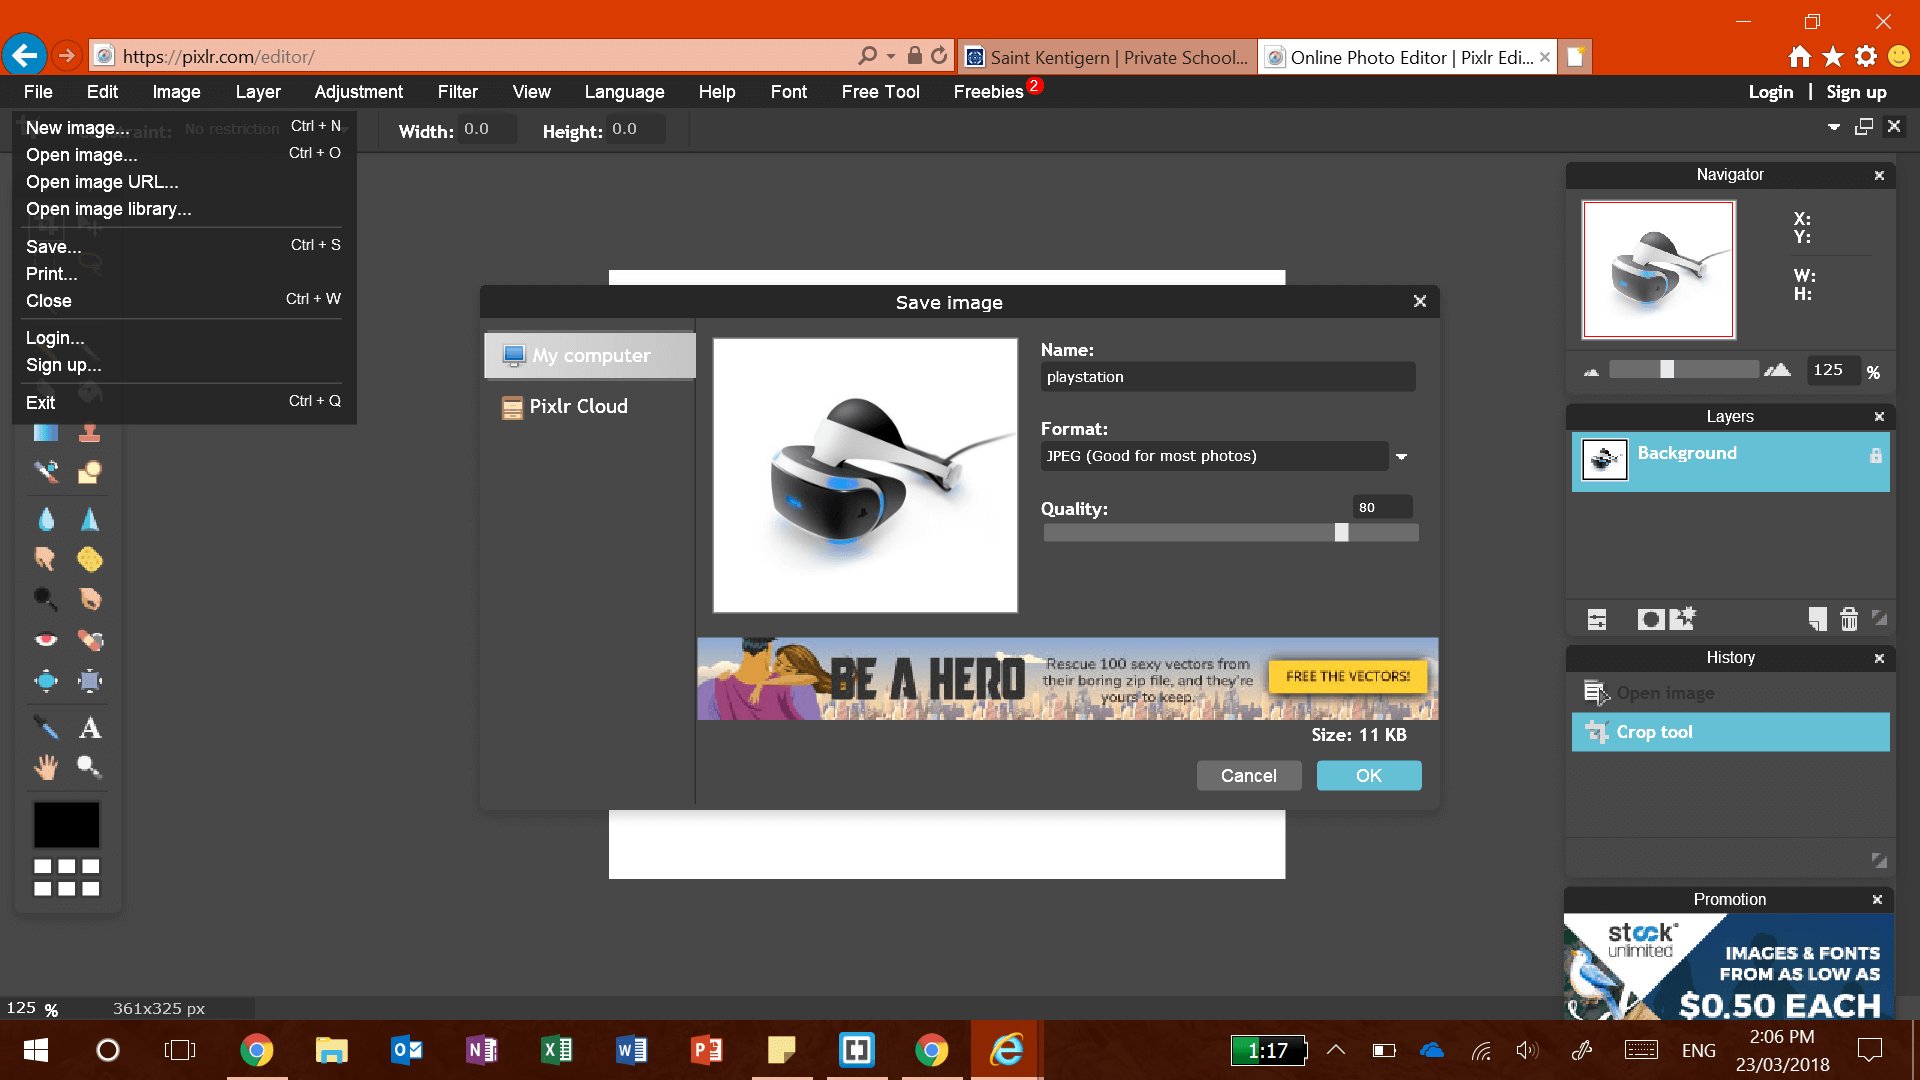 https://pixlr.com/editor/
Saint Kentigern | Private School...
Online Photo Editor | Pixlr Edi...
File Edit Image Layer Adjustment Filter View Language Help Font Free Tool Freebies 2
Login | Sign up
New image... Ctrl + N
Open image... Ctrl + O
Open image URL...
Open image library...
Save... Ctrl + S
Print...
Close Ctrl + W
Login...
Sign up...
Exit Ctrl + Q
No restriction
Width: 0.0 Height: 0.0
Save image
My computer
Pixlr Cloud
Name:
playstation
Format:
JPEG (Good for most photos)
Quality: 80
BE A HERO
Rescue 100 sexy vectors from
their boring zip file, and they're
yours to keep.
FREE THE VECTORS!
Size: 11 KB
Cancel OK
Navigator
X:
Y:
W:
H:
125 %
Layers
Background
History
Open image
Crop tool
Promotion
stock
unlimited
IMAGES & FONTS
FROM AS LOW AS
$0.50 EACH
125 % 361x325 px
1:17
ENG
2:06 PM
23/03/2018